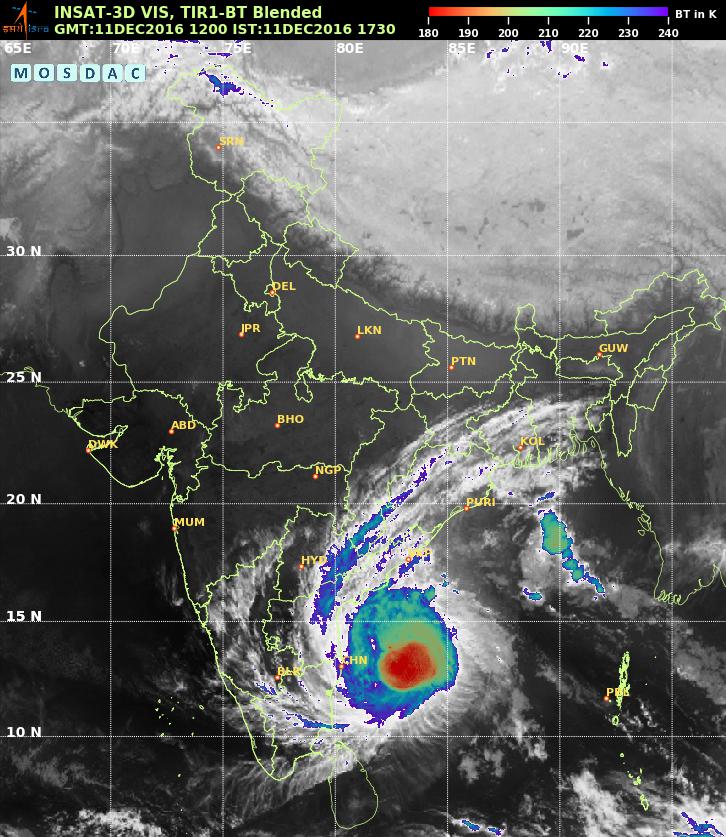 INSAT-3D VIS, TIR1-BT Blended
GMT:11DEC2016 1200 IST:11DEC2016 1730
BT in K
180 190 200 210 220 230 240
65E 70E 75E 80E 85E 90E
MOSDAC
SRN
30 N
DEL
JPR LKN
GUW
PTN
25 N
ABD BHO
DWK KOL
NGP
20 N PURI
MUM
HYD
15 N
CHN
BLR
PBL
10 N